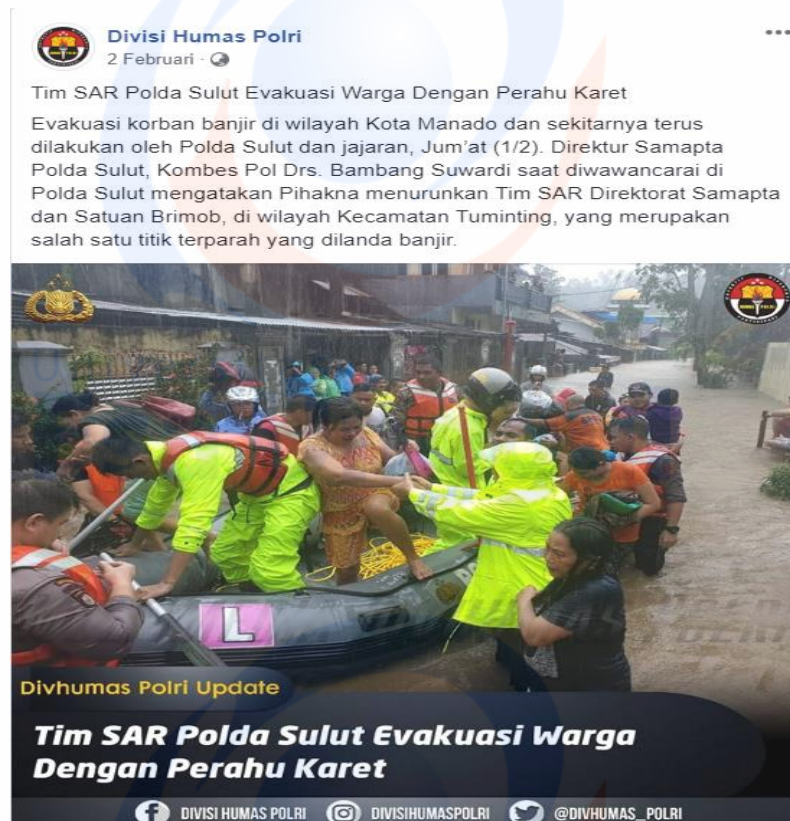 Divisi Humas Polri
2 Februari ·
Tim SAR Polda Sulut Evakuasi Warga Dengan Perahu Karet
Evakuasi korban banjir di wilayah Kota Manado dan sekitarnya terus
dilakukan oleh Polda Sulut dan jajaran, Jum'at (1/2). Direktur Samapta
Polda Sulut, Kombes Pol Drs. Bambang Suwardi saat diwawancarai di
Polda Sulut mengatakan Pihakna menurunkan Tim SAR Direktorat Samapta
dan Satuan Brimob, di wilayah Kecamatan Tuminting, yang merupakan
salah satu titik terparah yang dilanda banjir.
L
Divhumas Polri Update
Tim SAR Polda Sulut Evakuasi Warga
Dengan Perahu Karet
DIVISI HUMAS POLRI DIVISIHUMASPOLRI @DIVHUMAS_POLRI